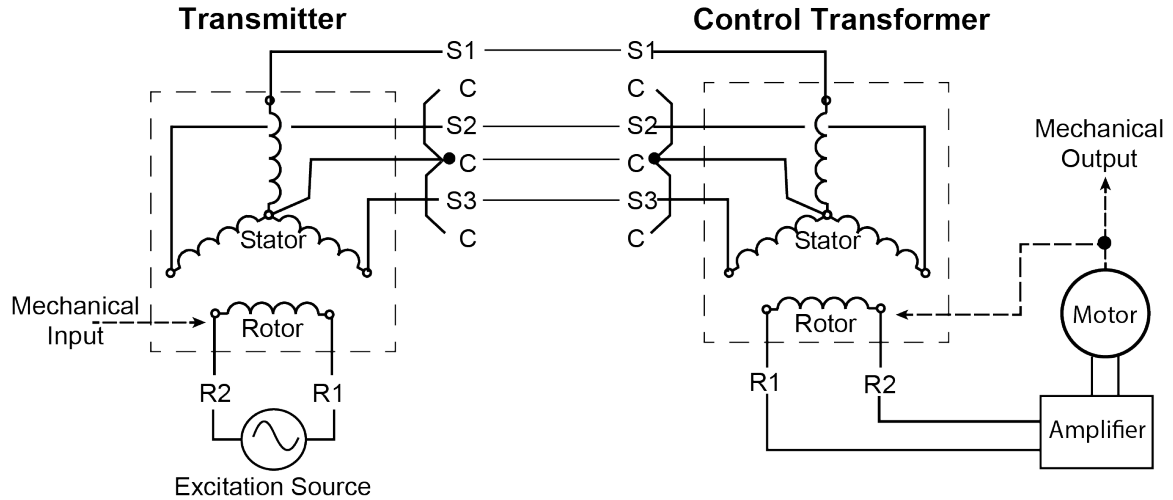 Transmitter
Control Transformer
S1
S1
C
C
S2
S2
C
C
S3
S3
C
C
Stator
Stator
Mechanical
Output
Mechanical
Input
Rotor
Rotor
Motor
R2
R1
R1
R2
Amplifier
Excitation Source